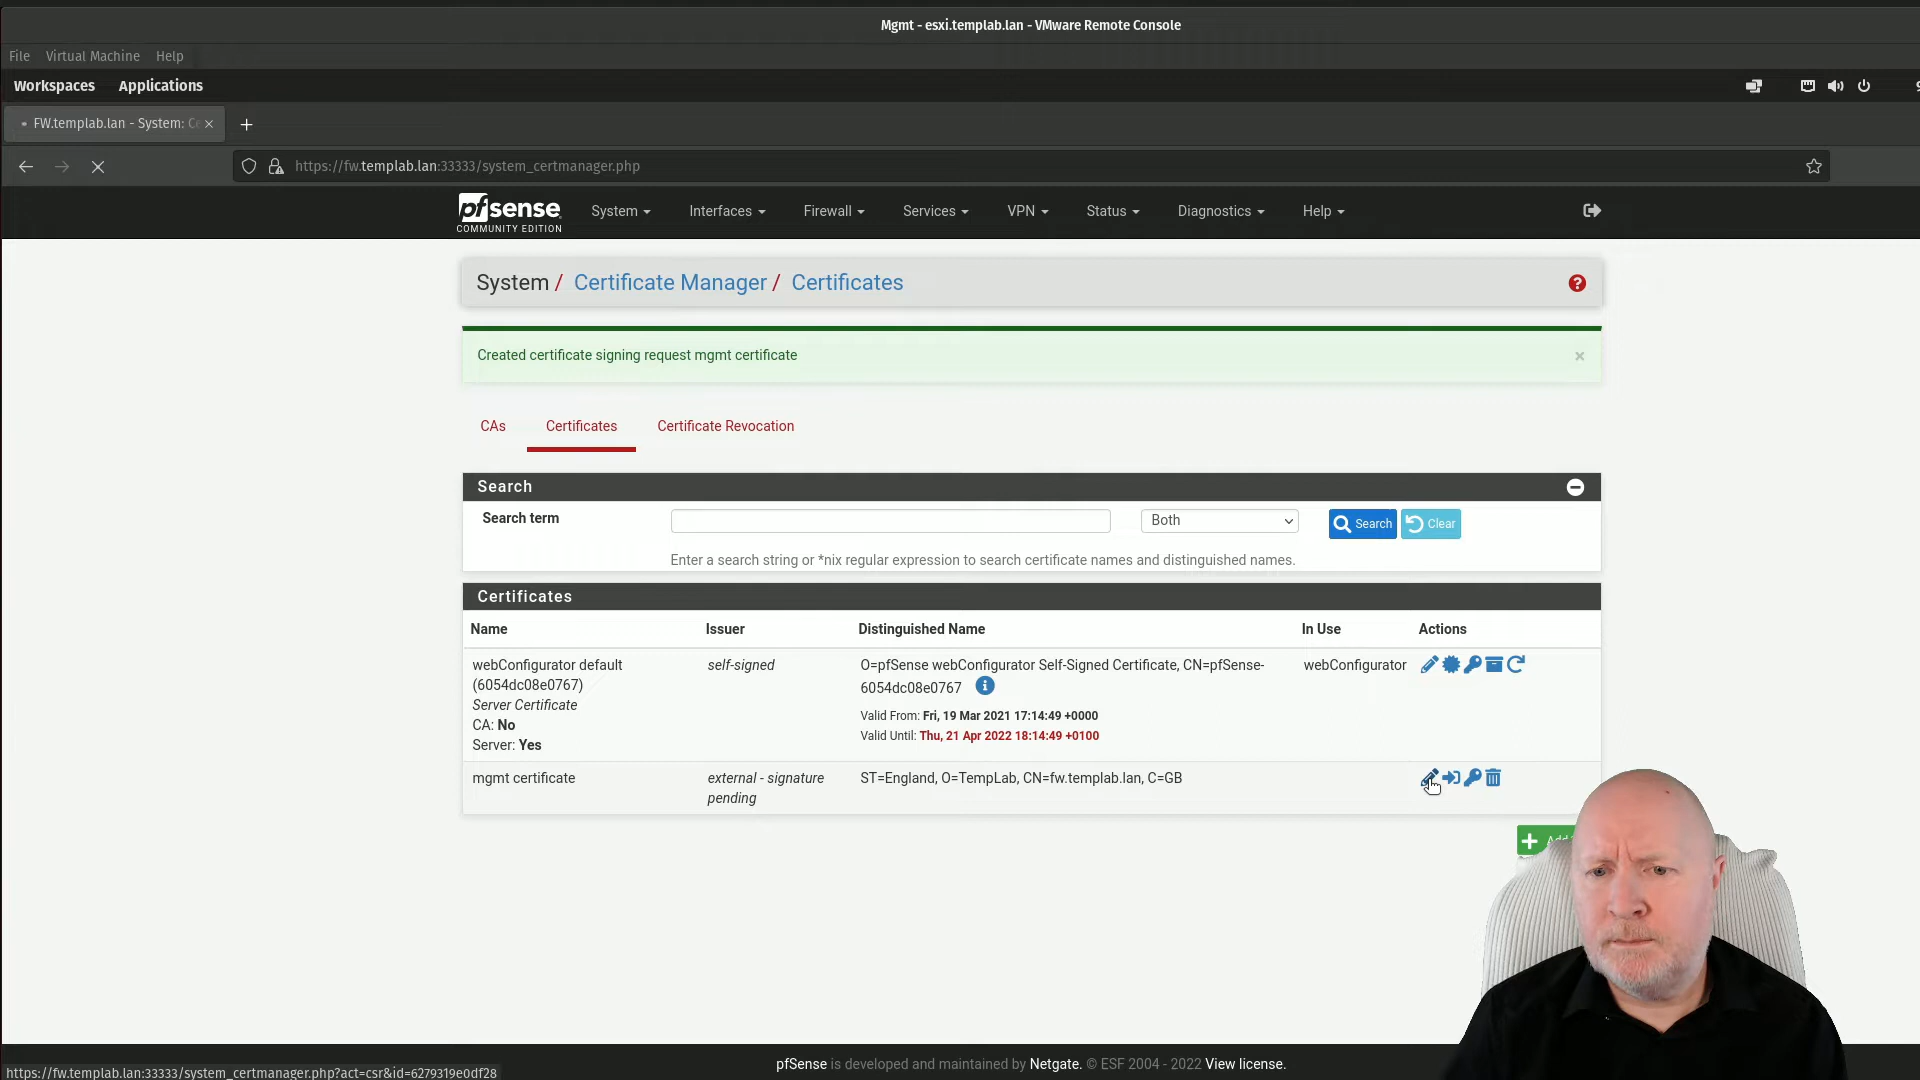 Mgmt - esxi.templab.lan - VMware Remote Console
File Virtual Machine Help
Workspaces Applications
FW.templab.lan - System: Ce
https://fw.templab.lan:33333/system_certmanager.php
pfsense
COMMUNITY EDITION
System Interfaces Firewall Services VPN Status Diagnostics Help
System / Certificate Manager / Certificates
Created certificate signing request mgmt certificate
CAs Certificates Certificate Revocation
Search
Search term
Both
Search
Clear
Enter a search string or *nix regular expression to search certificate names and distinguished names.
Certificates
Name Issuer Distinguished Name In Use Actions
webConfigurator default
(6054dc08e0767)
Server Certificate
CA: No
Server: Yes
self-signed
O=pfSense webConfigurator Self-Signed Certificate, CN=pfSense-
6054dc08e0767
Valid From: Fri, 19 Mar 2021 17:14:49 +0000
Valid Until: Thu, 21 Apr 2022 18:14:49 +0100
webConfigurator
mgmt certificate
external - signature
pending
ST=England, O=TempLab, CN=fw.templab.lan, C=GB
pfSense is developed and maintained by Netgate. © ESF 2004 - 2022 View license.
https://fw.templab.lan:33333/system_certmanager.php?act=csr&id=6279319e0df28